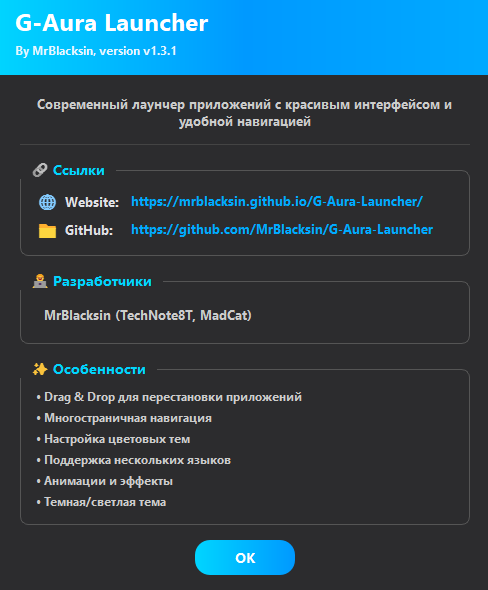 G-Aura Launcher
By MrBlacksin, version v1.3.1
Современный лаунчер приложений с красивым интерфейсом и
удобной навигацией
Ссылки
Website: https://mrblacksin.github.io/G-Aura-Launcher/
GitHub: https://github.com/MrBlacksin/G-Aura-Launcher
Разработчики
MrBlacksin (TechNote8T, MadCat)
Особенности
• Drag & Drop для перестановки приложений
• Многостраничная навигация
• Настройка цветовых тем
• Поддержка нескольких языков
• Анимации и эффекты
• Темная/светлая тема
OK